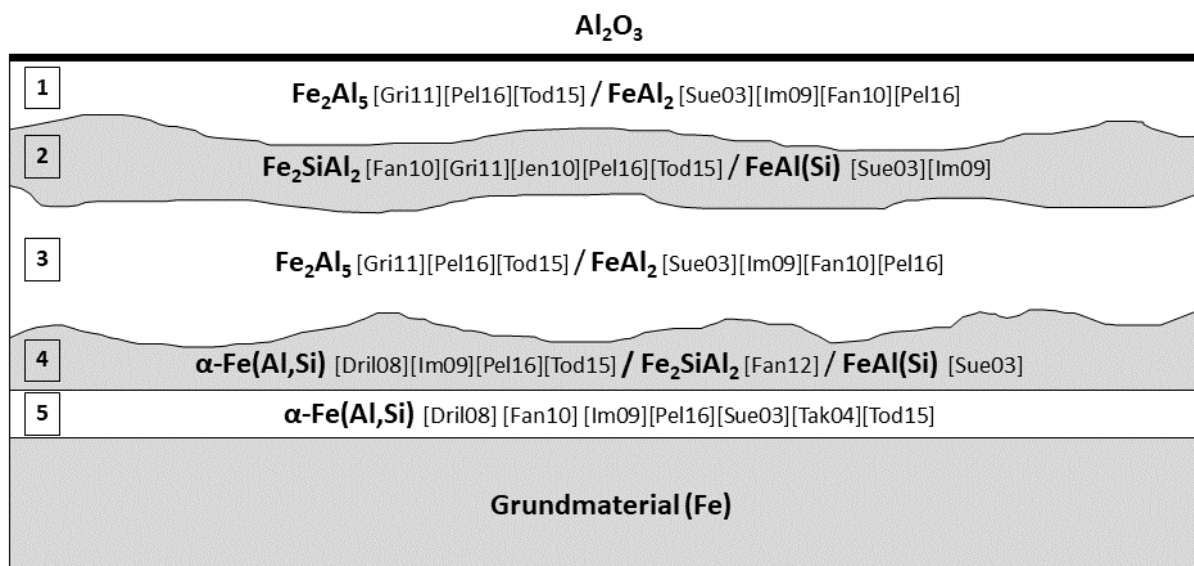 Al₂O₃
1
Fe₂Al₅ [Gri11][Pel16][Tod15] / FeAl₂ [Sue03][Im09][Fan10][Pel16]
2
Fe₂SiAl₂ [Fan10][Gri11][Jen10][Pel16][Tod15] / FeAl(Si) [Sue03][Im09]
3
Fe₂Al₅ [Gri11][Pel16][Tod15] / FeAl₂ [Sue03][Im09][Fan10][Pel16]
4
α-Fe(Al,Si) [Dril08][Im09][Pel16][Tod15] / Fe₂SiAl₂ [Fan12] / FeAl(Si) [Sue03]
5
α-Fe(Al,Si) [Dril08] [Fan10] [Im09][Pel16][Sue03][Tak04][Tod15]
Grundmaterial (Fe)